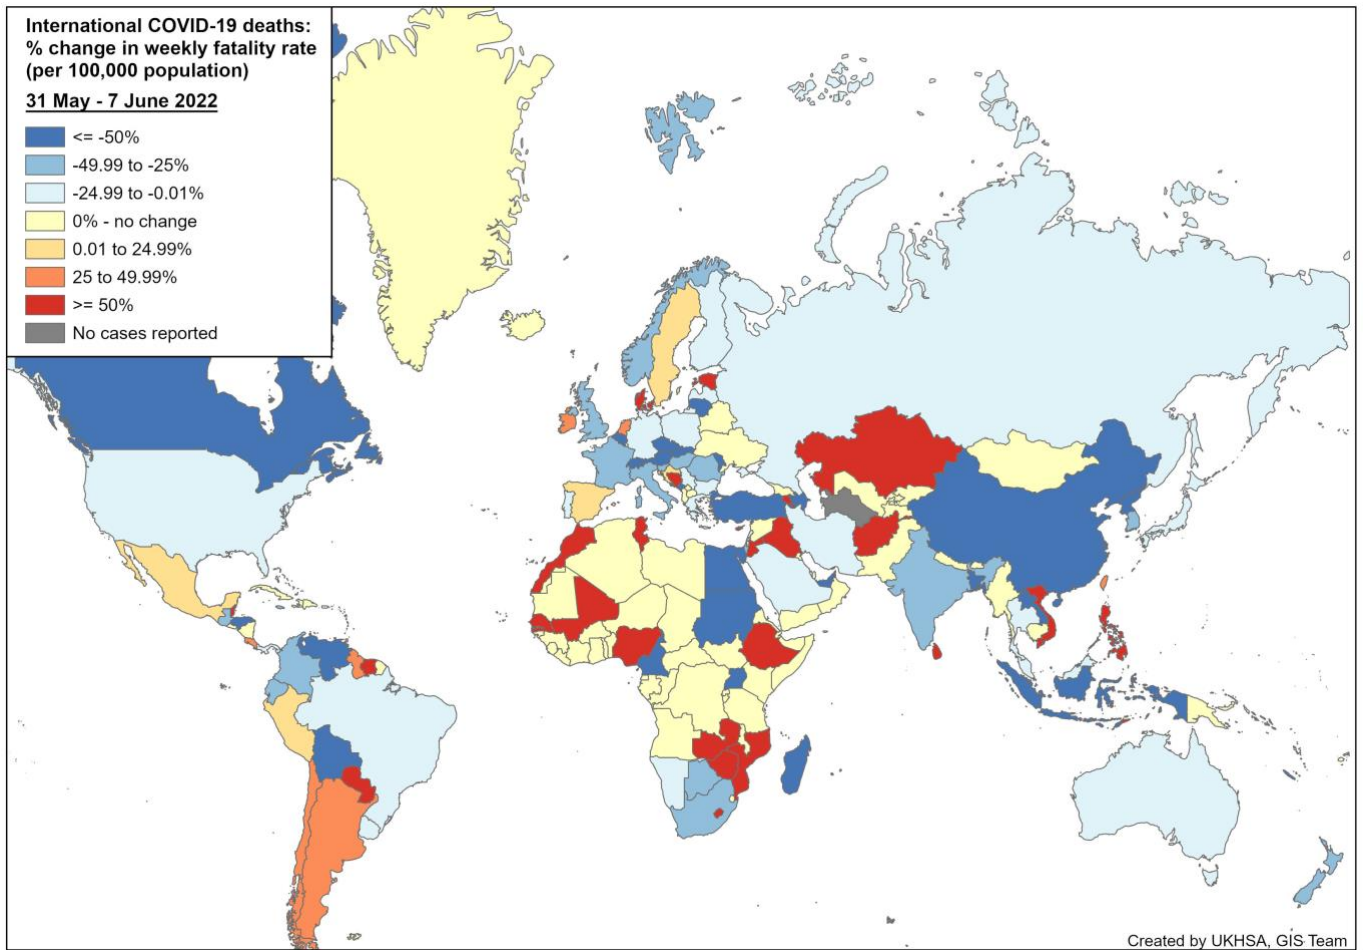 International COVID-19 deaths:
% change in weekly fatality rate
(per 100,000 population)
31 May - 7 June 2022
<= -50%
-49.99 to -25%
-24.99 to -0.01%
0% - no change
0.01 to 24.99%
25 to 49.99%
>= 50%
No cases reported
Created by UKHSA, GIS Team